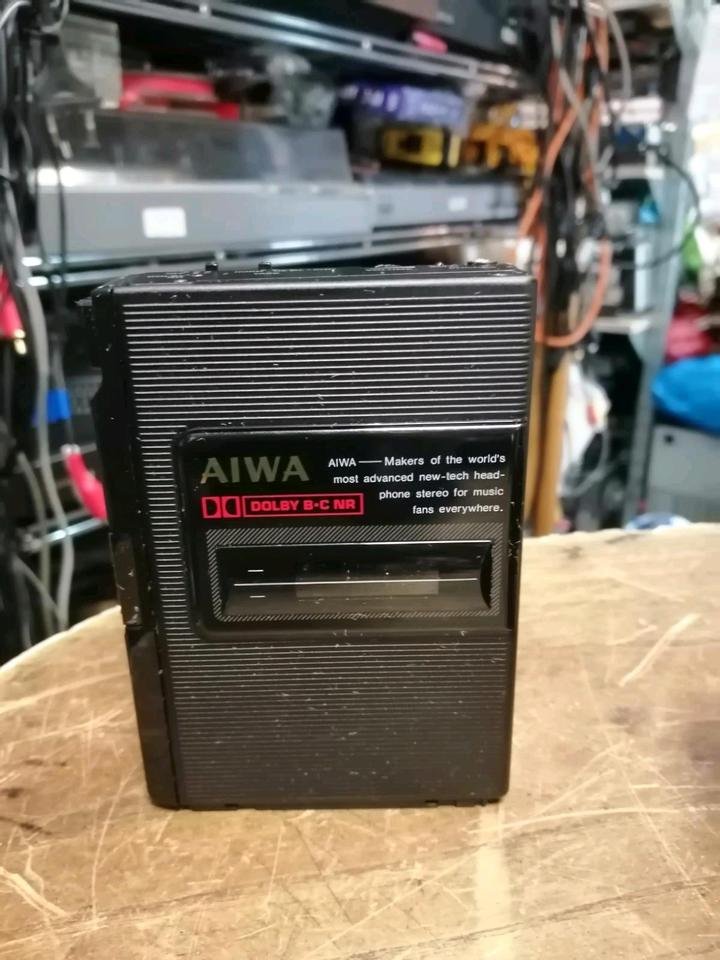 AIWA
DOLBY B•C NR
AIWA — Makers of the world's
most advanced new-tech head-
phone stereo for music
fans everywhere.